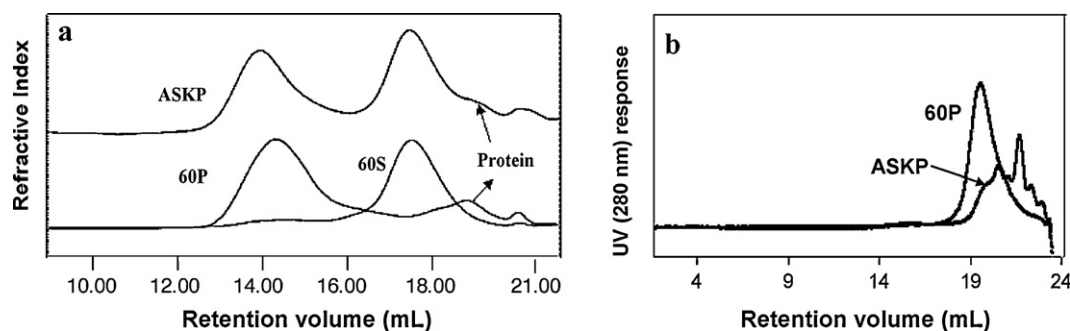 a
Refractive Index
ASKP
60P
60S
Protein
10.00 12.00 14.00 16.00 18.00 21.00
Retention volume (mL)
b
UV (280 nm) response
60P
ASKP
4 9 14 19 24
Retention volume (mL)